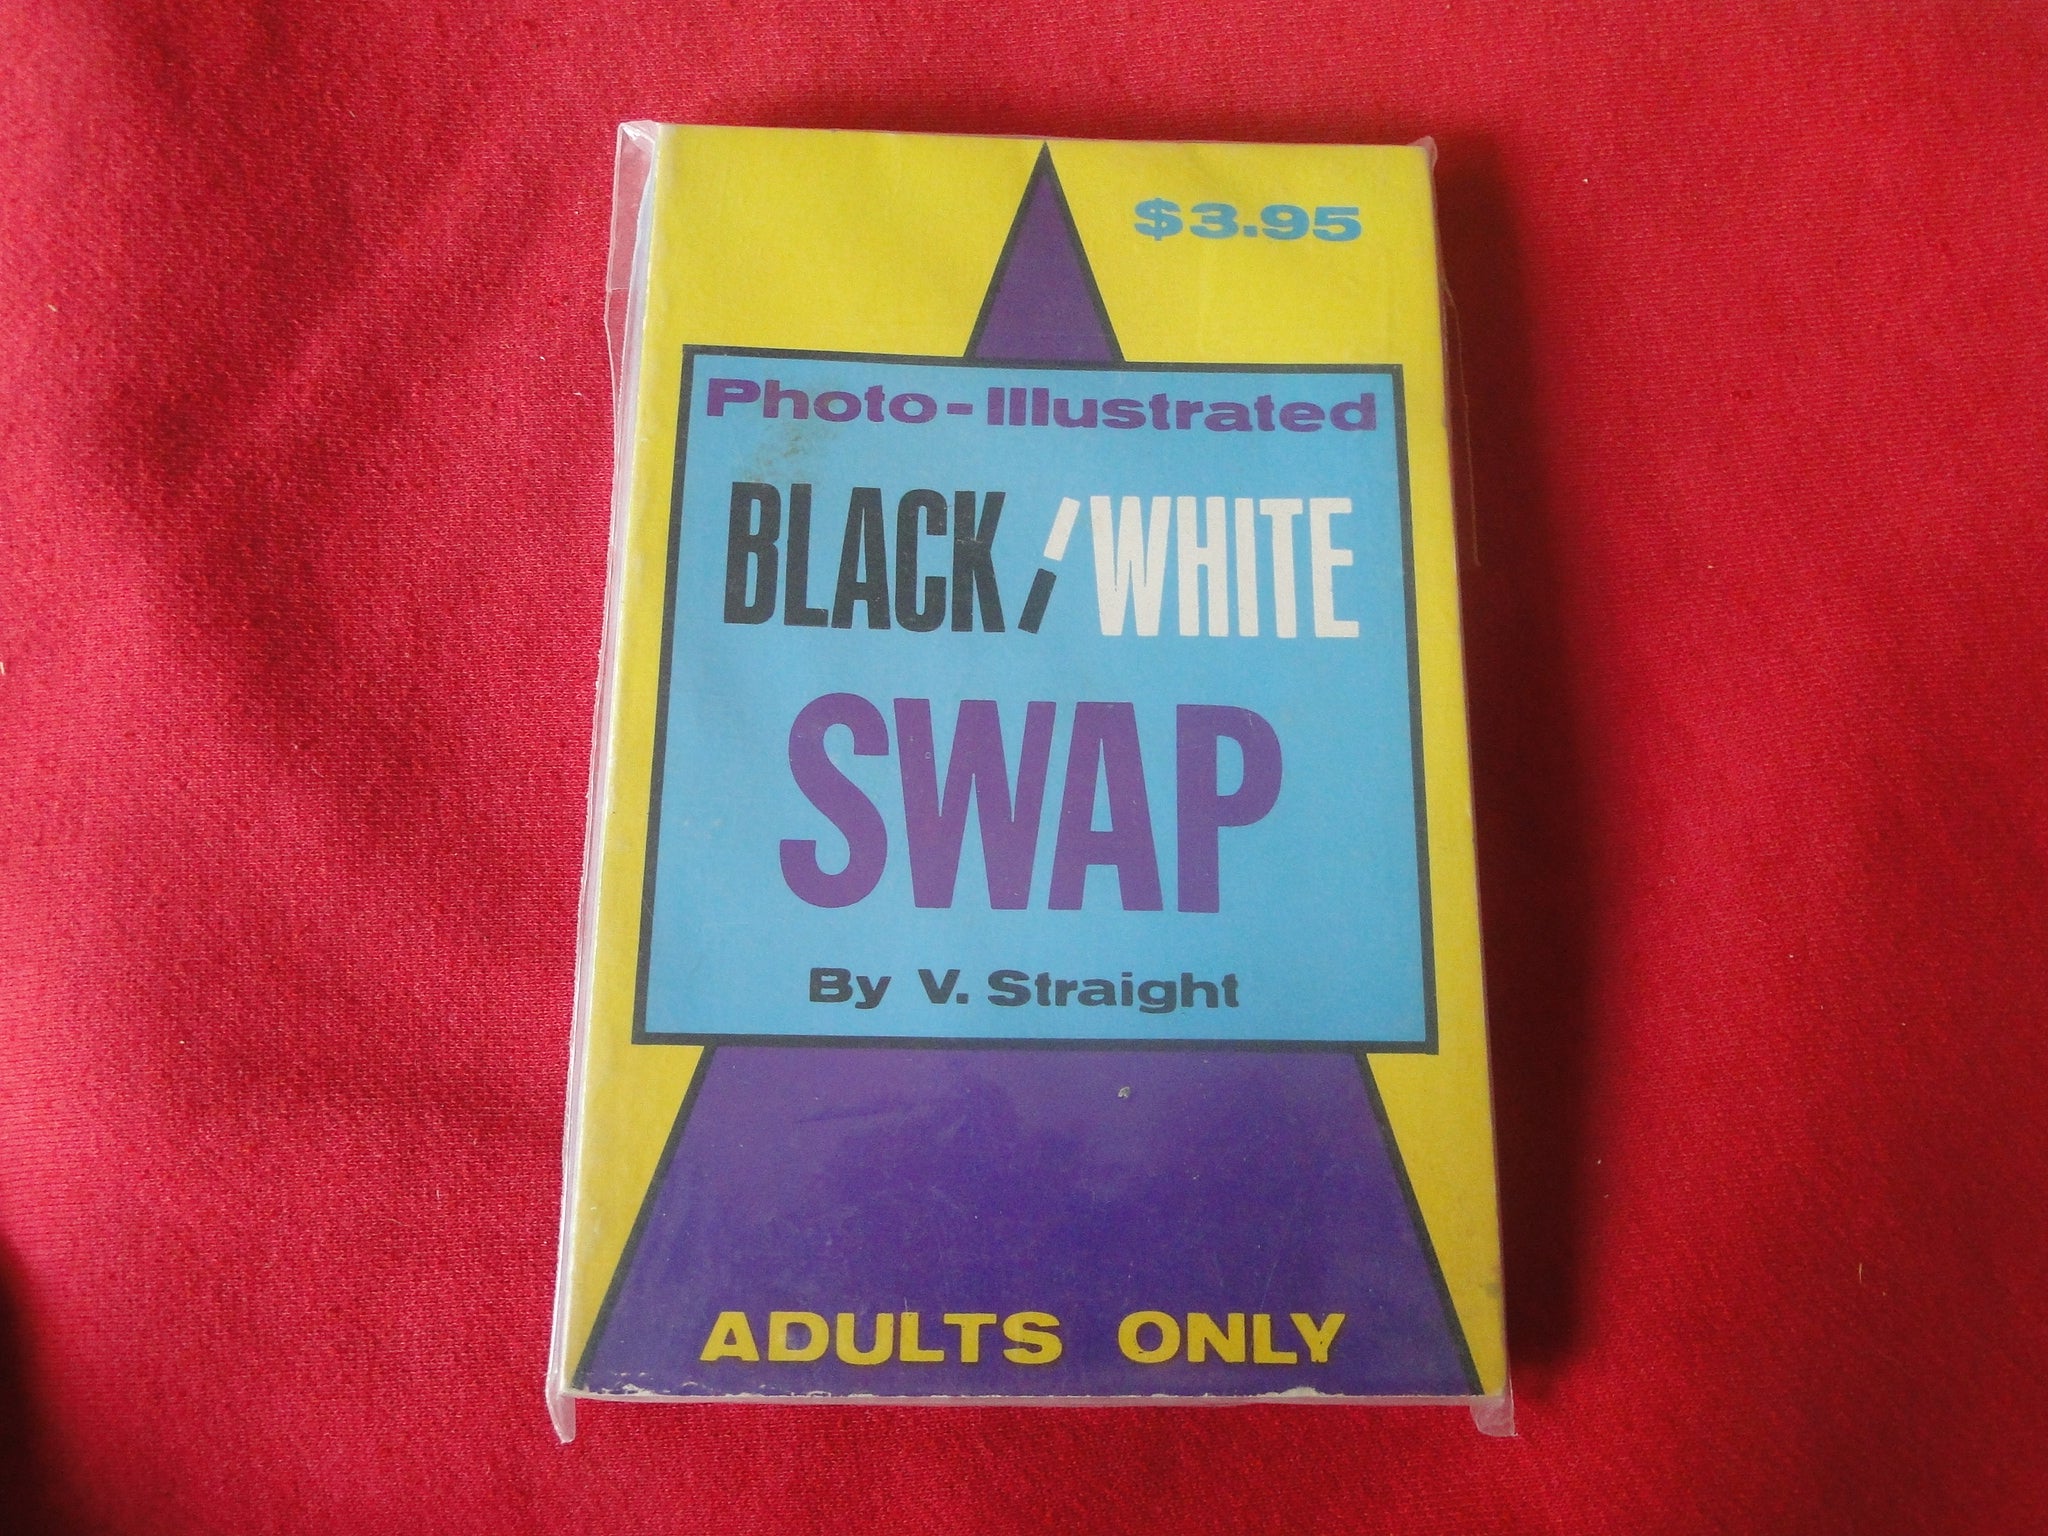 $3.95
Photo-Illustrated
BLACK/WHITE
SWAP
By V. Straight
ADULTS ONLY